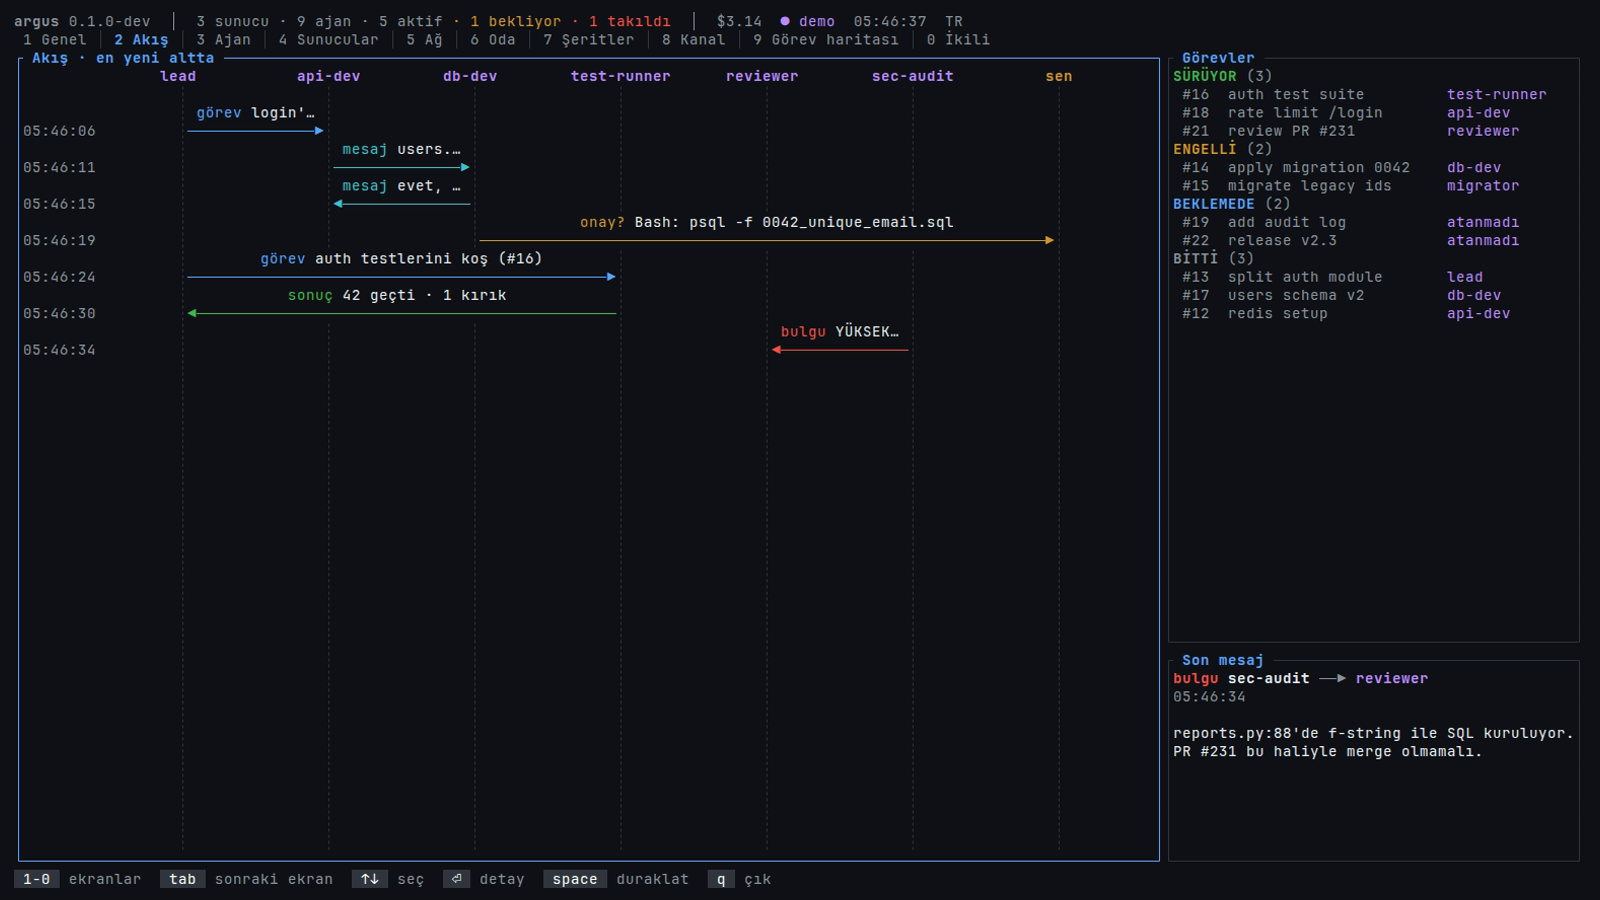 argus 0.1.0-dev │ 3 sunucu · 9 ajan · 5 aktif · 1 bekliyor · 1 takıldı │ $3.14 ● demo 05:46:37 TR
1 Genel │ 2 Akış │ 3 Ajan │ 4 Sunucular │ 5 Ağ │ 6 Oda │ 7 Şeritler │ 8 Kanal │ 9 Görev haritası │ 0 İkili
Akış · en yeni altta
lead api-dev db-dev test-runner reviewer sec-audit sen
görev login'…
05:46:06
mesaj users.…
05:46:11
mesaj evet, …
05:46:15
onay? Bash: psql -f 0042_unique_email.sql
05:46:19
görev auth testlerini koş (#16)
05:46:24
sonuç 42 geçti · 1 kırık
05:46:30
bulgu YÜKSEK…
05:46:34
Görevler
SÜRÜYOR (3)
#16 auth test suite test-runner
#18 rate limit /login api-dev
#21 review PR #231 reviewer
ENGELLİ (2)
#14 apply migration 0042 db-dev
#15 migrate legacy ids migrator
BEKLEMEDE (2)
#19 add audit log atanmadı
#22 release v2.3 atanmadı
BİTTİ (3)
#13 split auth module lead
#17 users schema v2 db-dev
#12 redis setup api-dev
Son mesaj
bulgu sec-audit ──▶ reviewer
05:46:34
reports.py:88'de f-string ile SQL kuruluyor.
PR #231 bu haliyle merge olmamalı.
1-0 ekranlar tab sonraki ekran ↑↓ seç ⏎ detay space duraklat q çık